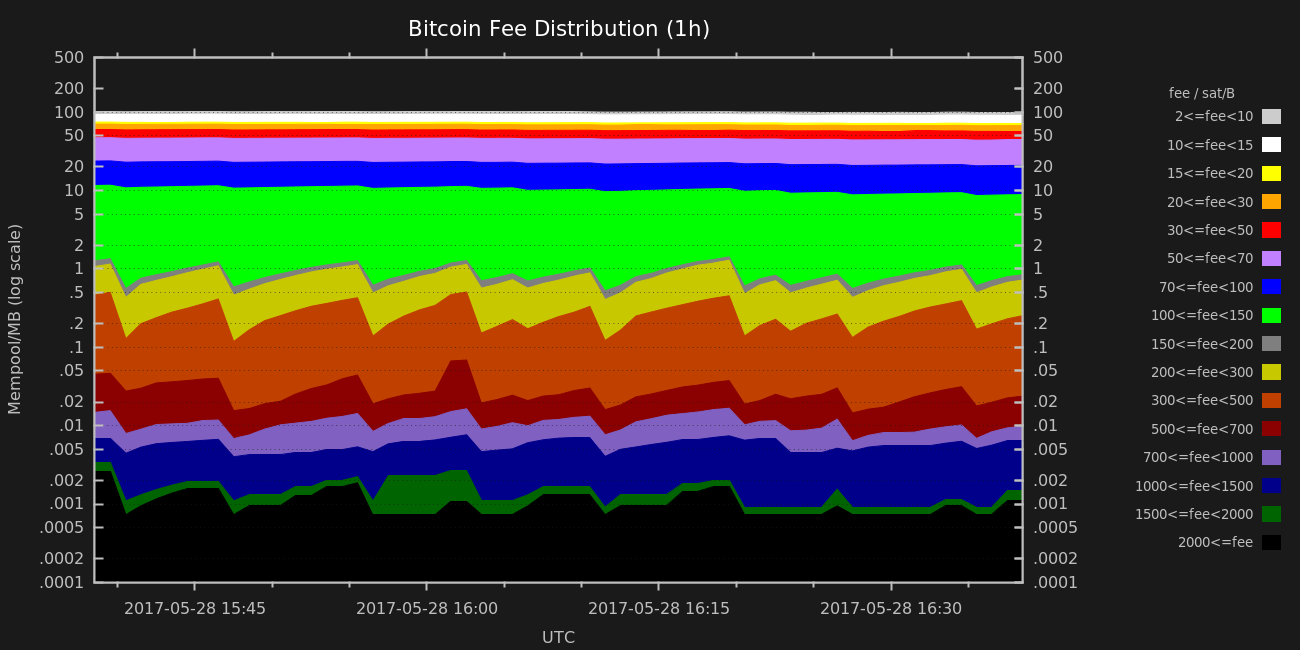 Bitcoin Fee Distribution (1h)
Mempool/MB (log scale)
500
200
100
50
20
10
5
2
1
.5
.2
.1
.05
.02
.01
.005
.002
.001
.0005
.0002
.0001
500
200
100
50
20
10
5
2
1
.5
.2
.1
.05
.02
.01
.005
.002
.001
.0005
.0002
.0001
2017-05-28 15:45
2017-05-28 16:00
2017-05-28 16:15
2017-05-28 16:30
UTC
fee / sat/B
2<=fee<10
10<=fee<15
15<=fee<20
20<=fee<30
30<=fee<50
50<=fee<70
70<=fee<100
100<=fee<150
150<=fee<200
200<=fee<300
300<=fee<500
500<=fee<700
700<=fee<1000
1000<=fee<1500
1500<=fee<2000
2000<=fee